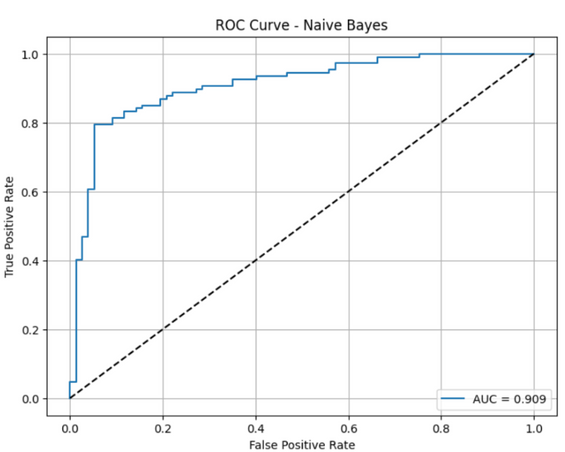 ROC Curve - Naive Bayes
1.0
0.8
0.6
0.4
0.2
0.0
True Positive Rate
0.0 0.2 0.4 0.6 0.8 1.0
False Positive Rate
AUC = 0.909